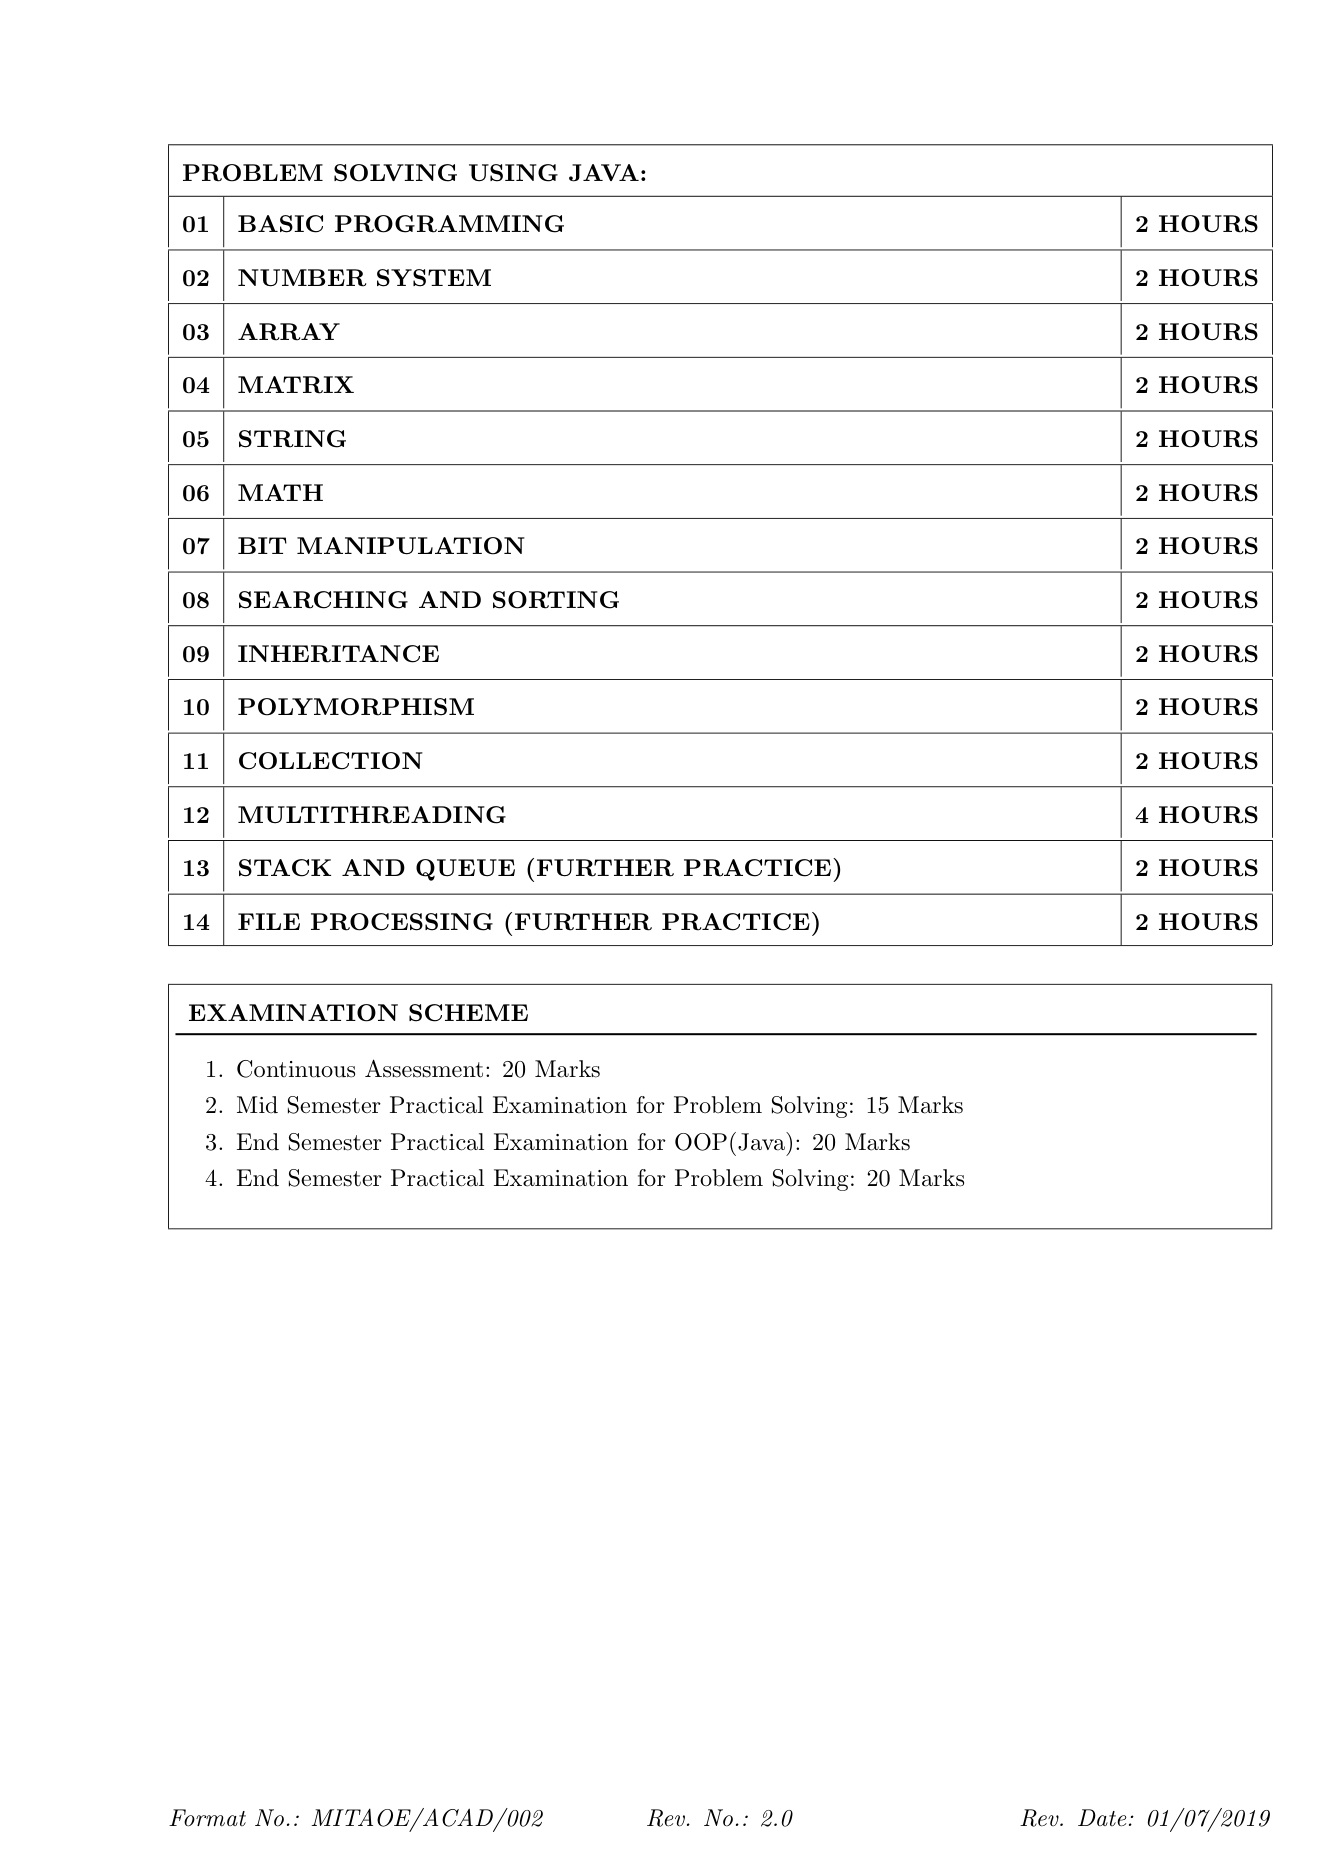 PROBLEM SOLVING USING JAVA:
01 BASIC PROGRAMMING 2 HOURS
02 NUMBER SYSTEM 2 HOURS
03 ARRAY 2 HOURS
04 MATRIX 2 HOURS
05 STRING 2 HOURS
06 MATH 2 HOURS
07 BIT MANIPULATION 2 HOURS
08 SEARCHING AND SORTING 2 HOURS
09 INHERITANCE 2 HOURS
10 POLYMORPHISM 2 HOURS
11 COLLECTION 2 HOURS
12 MULTITHREADING 4 HOURS
13 STACK AND QUEUE (FURTHER PRACTICE) 2 HOURS
14 FILE PROCESSING (FURTHER PRACTICE) 2 HOURS
EXAMINATION SCHEME
1. Continuous Assessment: 20 Marks
2. Mid Semester Practical Examination for Problem Solving: 15 Marks
3. End Semester Practical Examination for OOP(Java): 20 Marks
4. End Semester Practical Examination for Problem Solving: 20 Marks
Format No.: MITAOE/ACAD/002 Rev. No.: 2.0 Rev. Date: 01/07/2019